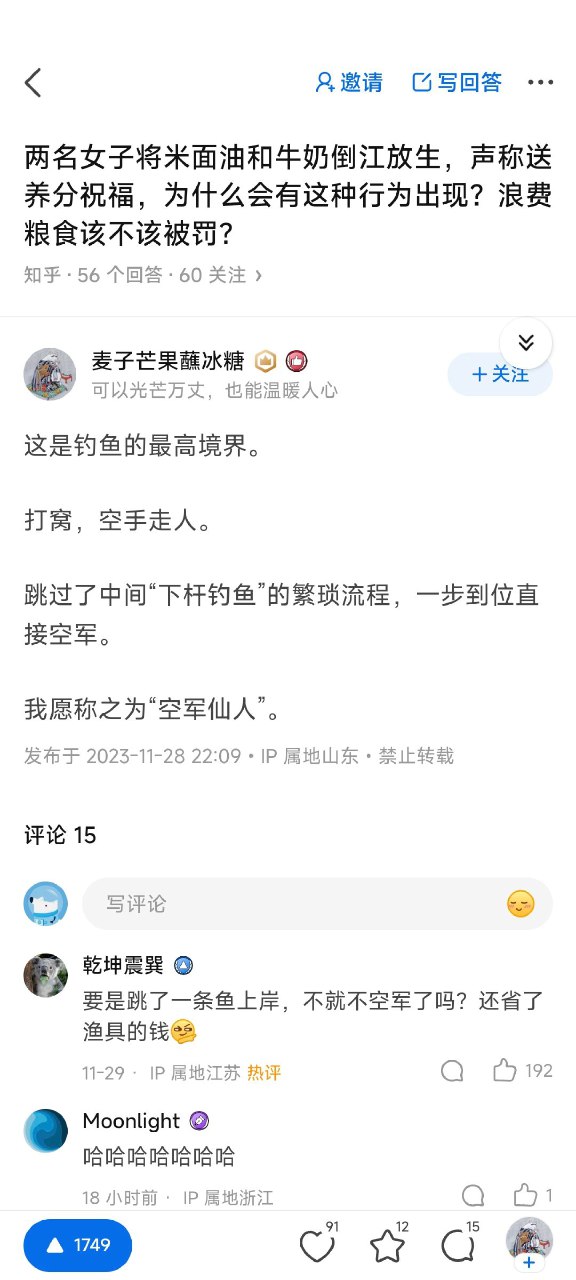 邀请 写回答
两名女子将米面油和牛奶倒江放生，声称送
养分祝福，为什么会有这种行为出现？浪费
粮食该不该被罚？
知乎 · 56 个回答 · 60 关注 ›
麦子芒果蘸冰糖
可以光芒万丈，也能温暖人心
+关注
这是钓鱼的最高境界。
打窝，空手走人。
跳过了中间“下杆钓鱼”的繁琐流程，一步到位直
接空军。
我愿称之为“空军仙人”。
发布于 2023-11-28 22:09 · IP 属地山东 · 禁止转载
评论 15
写评论
乾坤震巽
要是跳了一条鱼上岸，不就不空军了吗？还省了
渔具的钱
11-29 · IP 属地江苏 热评 192
Moonlight
哈哈哈哈哈哈哈
18 小时前 · IP 属地浙江 1
1749 91 12 15